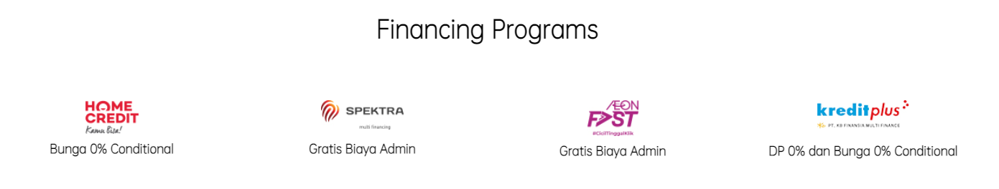 Financing Programs
HOME
CREDIT
Kamu Bisa!
Bunga 0% Conditional
SPEKTRA
multi financing
Gratis Biaya Admin
ÆON
FAST
#CicilTinggalKlik
Gratis Biaya Admin
kreditplus
PT. KB FINANSIA MULTI FINANCE
DP 0% dan Bunga 0% Conditional